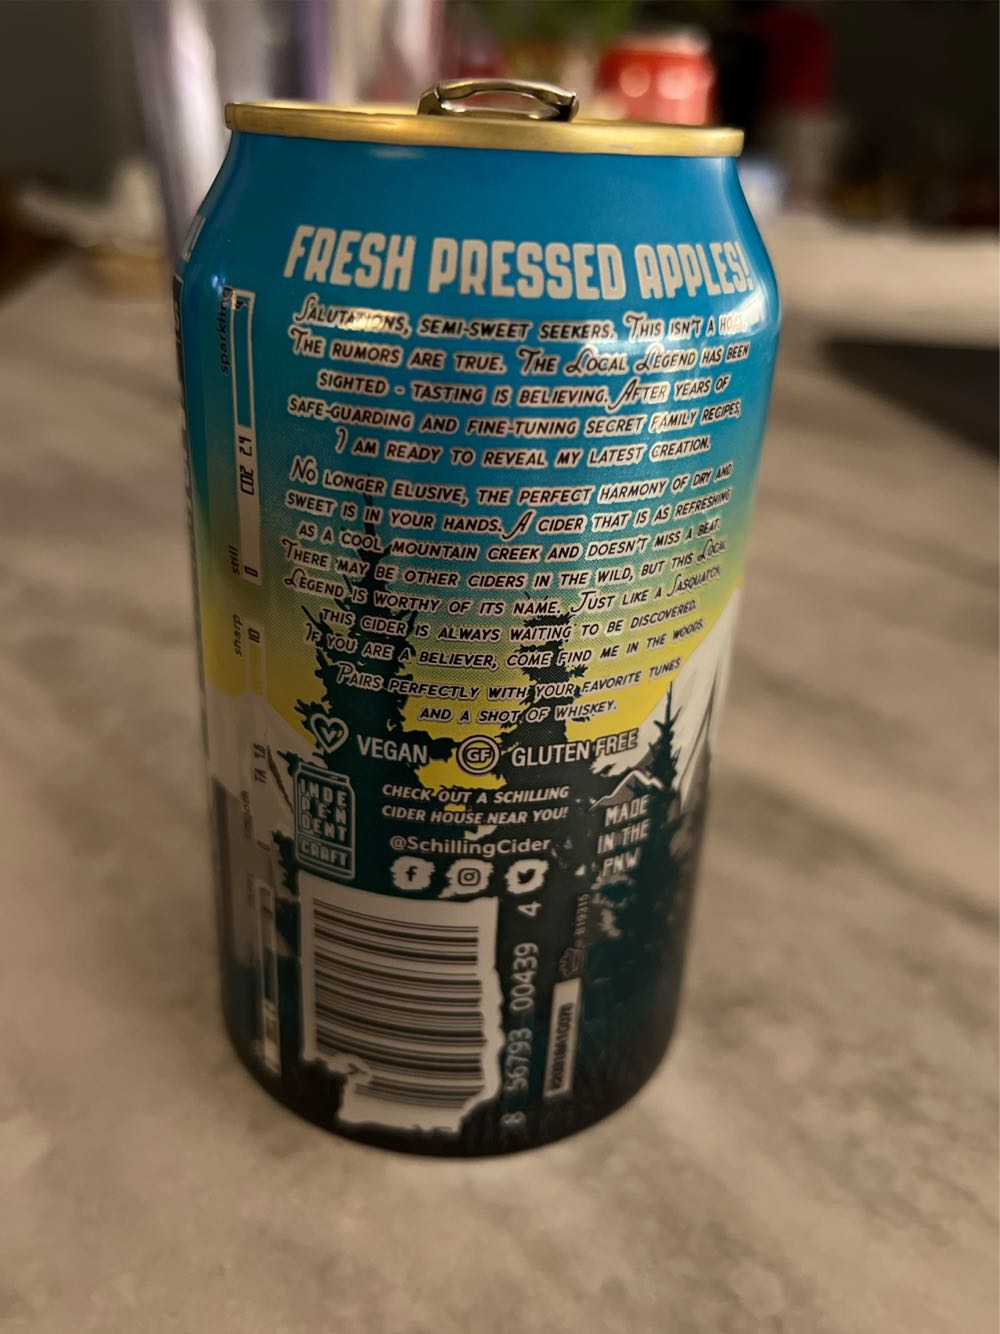 FRESH PRESSED APPLES!
SALUTATIONS, SEMI-SWEET SEEKERS. THIS ISN'T A
THE RUMORS ARE TRUE. THE LOCAL LEGEND HAS BEEN
SIGHTED - TASTING IS BELIEVING. AFTER YEARS OF
SAFE-GUARDING AND FINE-TUNING SECRET FAMILY RECIPES,
I AM READY TO REVEAL MY LATEST CREATION.
NO LONGER ELUSIVE, THE PERFECT HARMONY OF DRY AND
SWEET IS IN YOUR HANDS. A CIDER THAT IS AS REFRESHING
AS A COOL MOUNTAIN CREEK AND DOESN'T MISS A BEAT.
THERE MAY BE OTHER CIDERS IN THE WILD, BUT THIS LOCAL
LEGEND IS WORTHY OF ITS NAME. JUST LIKE A SASQUATCH,
THIS CIDER IS ALWAYS WAITING TO BE DISCOVERED.
IF YOU ARE A BELIEVER, COME FIND ME IN THE WOODS.
PAIRS PERFECTLY WITH YOUR FAVORITE TUNES
AND A SHOT OF WHISKEY.
V VEGAN GF GLUTEN FREE
INDE
PEN
DENT
CRAFT
CHECK OUT A SCHILLING
CIDER HOUSE NEAR YOU!
@SchillingCider
MADE
IN THE
PNW
8 56793 00439 4
819315
sparkling
CO2 2.4
still
0
sharp
10